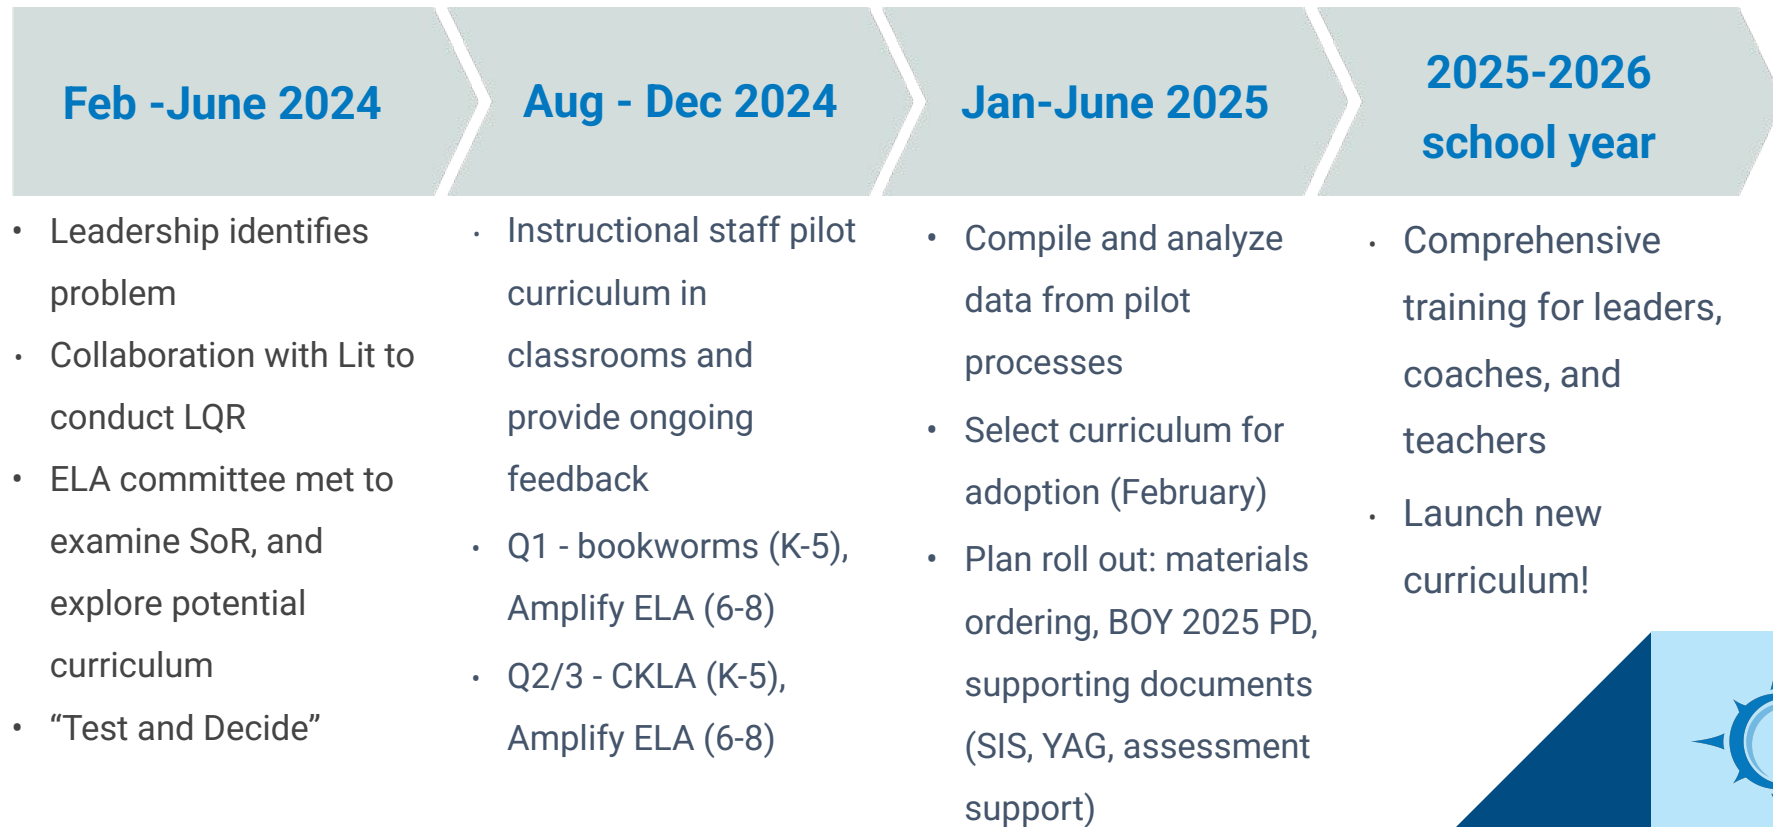 Feb -June 2024
• Leadership identifies
problem
• Collaboration with Lit to
conduct LQR
• ELA committee met to
examine SoR, and
explore potential
curriculum
• “Test and Decide”
Aug - Dec 2024
• Instructional staff pilot
curriculum in
classrooms and
provide ongoing
feedback
• Q1 - bookworms (K-5),
Amplify ELA (6-8)
• Q2/3 - CKLA (K-5),
Amplify ELA (6-8)
Jan-June 2025
• Compile and analyze
data from pilot
processes
• Select curriculum for
adoption (February)
• Plan roll out: materials
ordering, BOY 2025 PD,
supporting documents
(SIS, YAG, assessment
support)
2025-2026
school year
• Comprehensive
training for leaders,
coaches, and
teachers
• Launch new
curriculum!